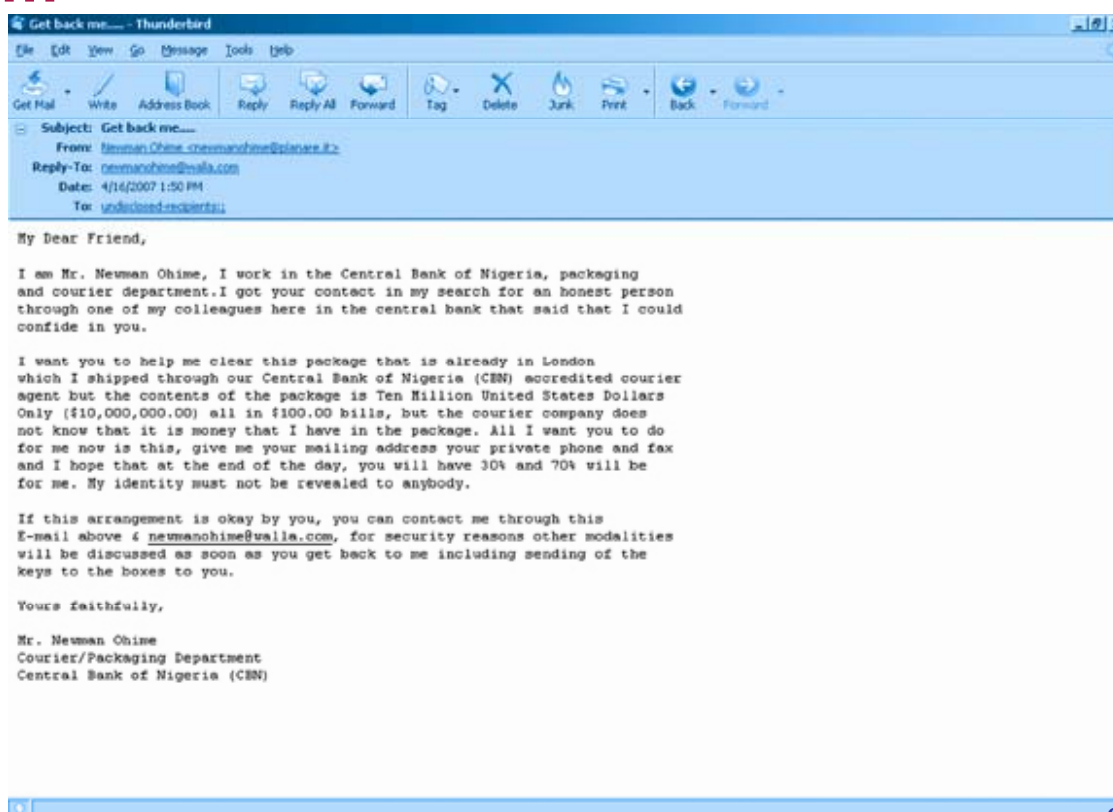 Get back me..... - Thunderbird
File Edit View Go Message Tools Help
Get Mail Write Address Book Reply Reply All Forward Tag Delete Junk Print Back Forward
Subject: Get back me.....
From: Newman Ohime <newmanohime@planare.it>
Reply-To: newmanohime@walla.com
Date: 4/16/2007 1:50 PM
To: undisclosed-recipients:;
My Dear Friend,
I am Mr. Newman Ohime, I work in the Central Bank of Nigeria, packaging
and courier department.I got your contact in my search for an honest person
through one of my colleagues here in the central bank that said that I could
confide in you.
I want you to help me clear this package that is already in London
which I shipped through our Central Bank of Nigeria (CBN) accredited courier
agent but the contents of the package is Ten Million United States Dollars
Only ($10,000,000.00) all in $100.00 bills, but the courier company does
not know that it is money that I have in the package. All I want you to do
for me now is this, give me your mailing address your private phone and fax
and I hope that at the end of the day, you will have 30% and 70% will be
for me. My identity must not be revealed to anybody.
If this arrangement is okay by you, you can contact me through this
E-mail above & newmanohime@walla.com, for security reasons other modalities
will be discussed as soon as you get back to me including sending of the
keys to the boxes to you.
Yours faithfully,
Mr. Newman Ohime
Courier/Packaging Department
Central Bank of Nigeria (CBN)